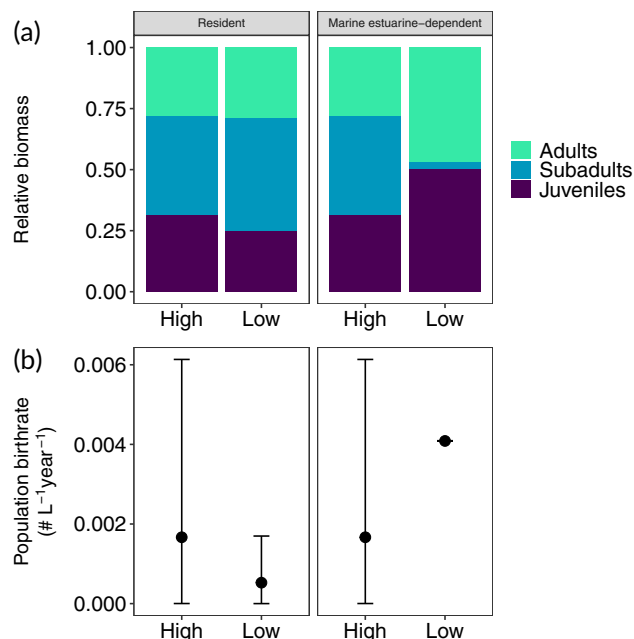 (a)
Resident
Marine estuarine−dependent
Relative biomass
1.00
0.75
0.50
0.25
0.00
High
Low
High
Low
Adults
Subadults
Juveniles
(b)
Population birthrate
(# L⁻¹year⁻¹)
0.006
0.004
0.002
0.000
High
Low
High
Low